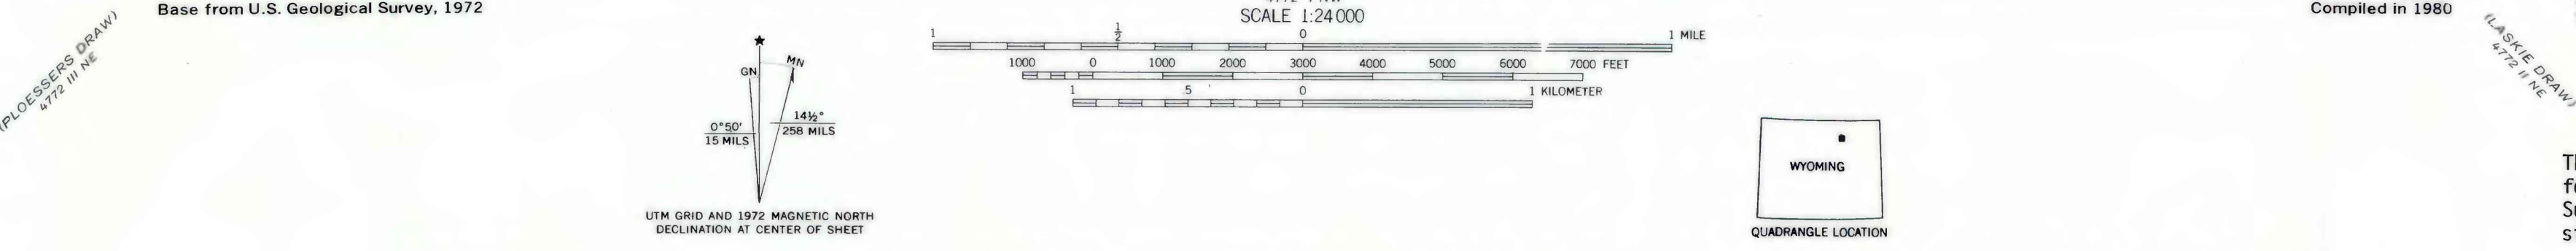 Base from U.S. Geological Survey, 1972
SCALE 1:24 000
Compiled in 1980
(PLOESSERS DRAW)
4772 III NE
(LASKIE DRAW)
4772 II NE
1 1/2 0 1 MILE
1000 0 1000 2000 3000 4000 5000 6000 7000 FEET
1 .5 0 1 KILOMETER
★
GN MN
0°50' 14½°
15 MILS 258 MILS
UTM GRID AND 1972 MAGNETIC NORTH
DECLINATION AT CENTER OF SHEET
WYOMING
QUADRANGLE LOCATION